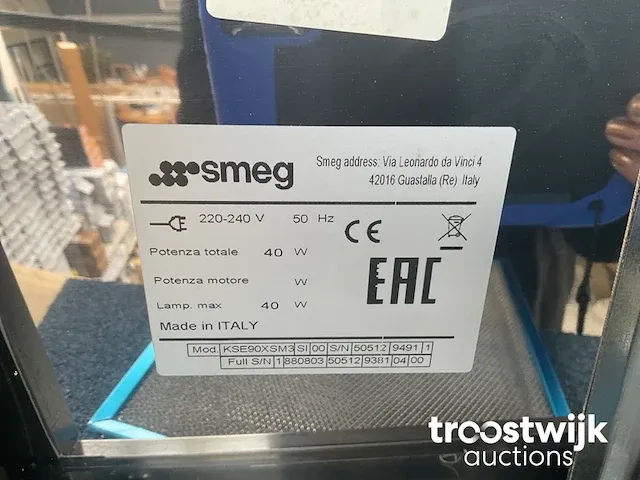 smeg
Smeg address: Via Leonardo da Vinci 4
42016 Guastalla (Re) Italy
220-240 V 50 Hz
CE
Potenza totale 40 W
Potenza motore W
EAC
Lamp. max 40 W
Made in ITALY
Mod. KSE90XSM3 SI 00 S/N 50512 9491 1
Full S/N 1 880803 50512 9381 04 00
troostwijk
auctions